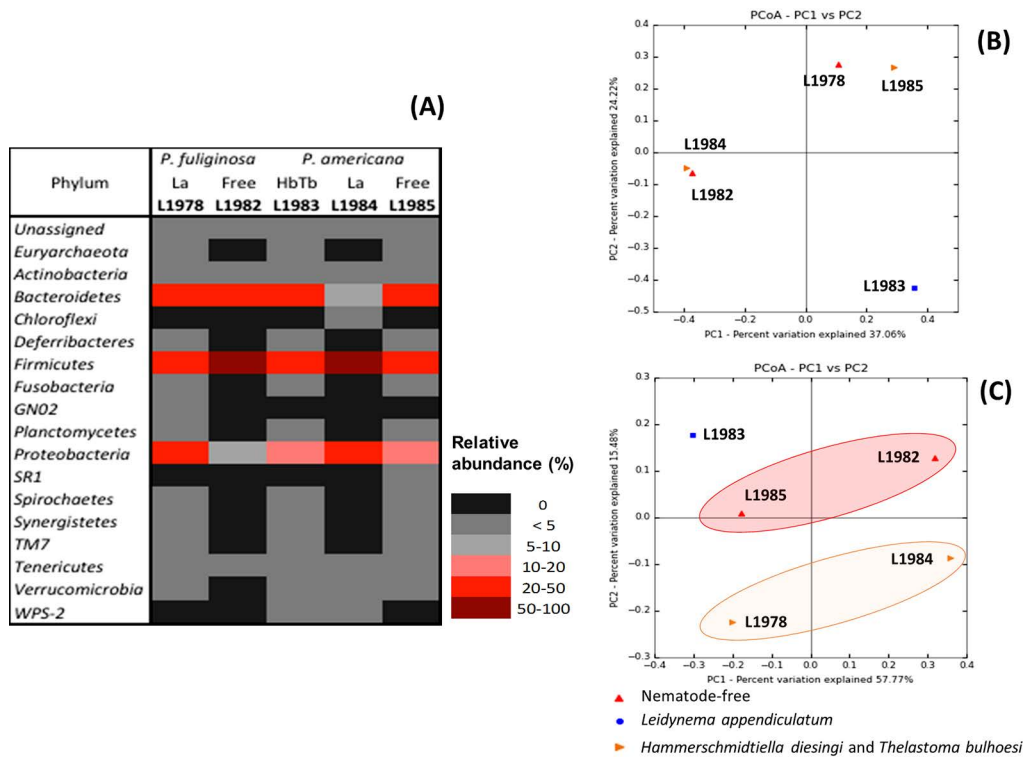 (A)
P. fuliginosa P. americana
Phylum La Free HbTb La Free
L1978 L1982 L1983 L1984 L1985
Unassigned
Euryarchaeota
Actinobacteria
Bacteroidetes
Chloroflexi
Deferribacteres
Firmicutes
Fusobacteria
GN02
Planctomycetes
Proteobacteria
SR1
Spirochaetes
Synergistetes
TM7
Tenericutes
Verrucomicrobia
WPS-2
Relative
abundance (%)
0
< 5
5-10
10-20
20-50
50-100
(B)
PCoA - PC1 vs PC2
PC2 - Percent variation explained 24.22%
0.4
0.3
0.2
0.1
0.0
−0.1
−0.2
−0.3
−0.4
−0.5
L1978
L1985
L1984
L1982
L1983
−0.4 −0.2 0.0 0.2 0.4
PC1 - Percent variation explained 37.06%
(C)
PCoA - PC1 vs PC2
PC2 - Percent variation explained 15.48%
0.3
0.2
0.1
0.0
−0.1
−0.2
−0.3
L1983
L1982
L1985
L1984
L1978
−0.4 −0.3 −0.2 −0.1 0.0 0.1 0.2 0.3 0.4
PC1 - Percent variation explained 57.77%
Nematode-free
Leidynema appendiculatum
Hammerschmidtiella diesingi and Thelastoma bulhoesi